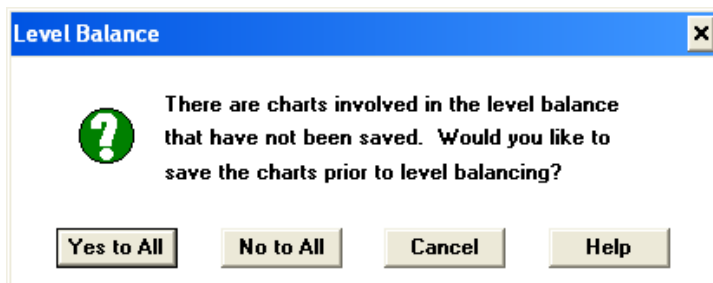 Level Balance
There are charts involved in the level balance
that have not been saved.  Would you like to
save the charts prior to level balancing?
Yes to All No to All Cancel Help